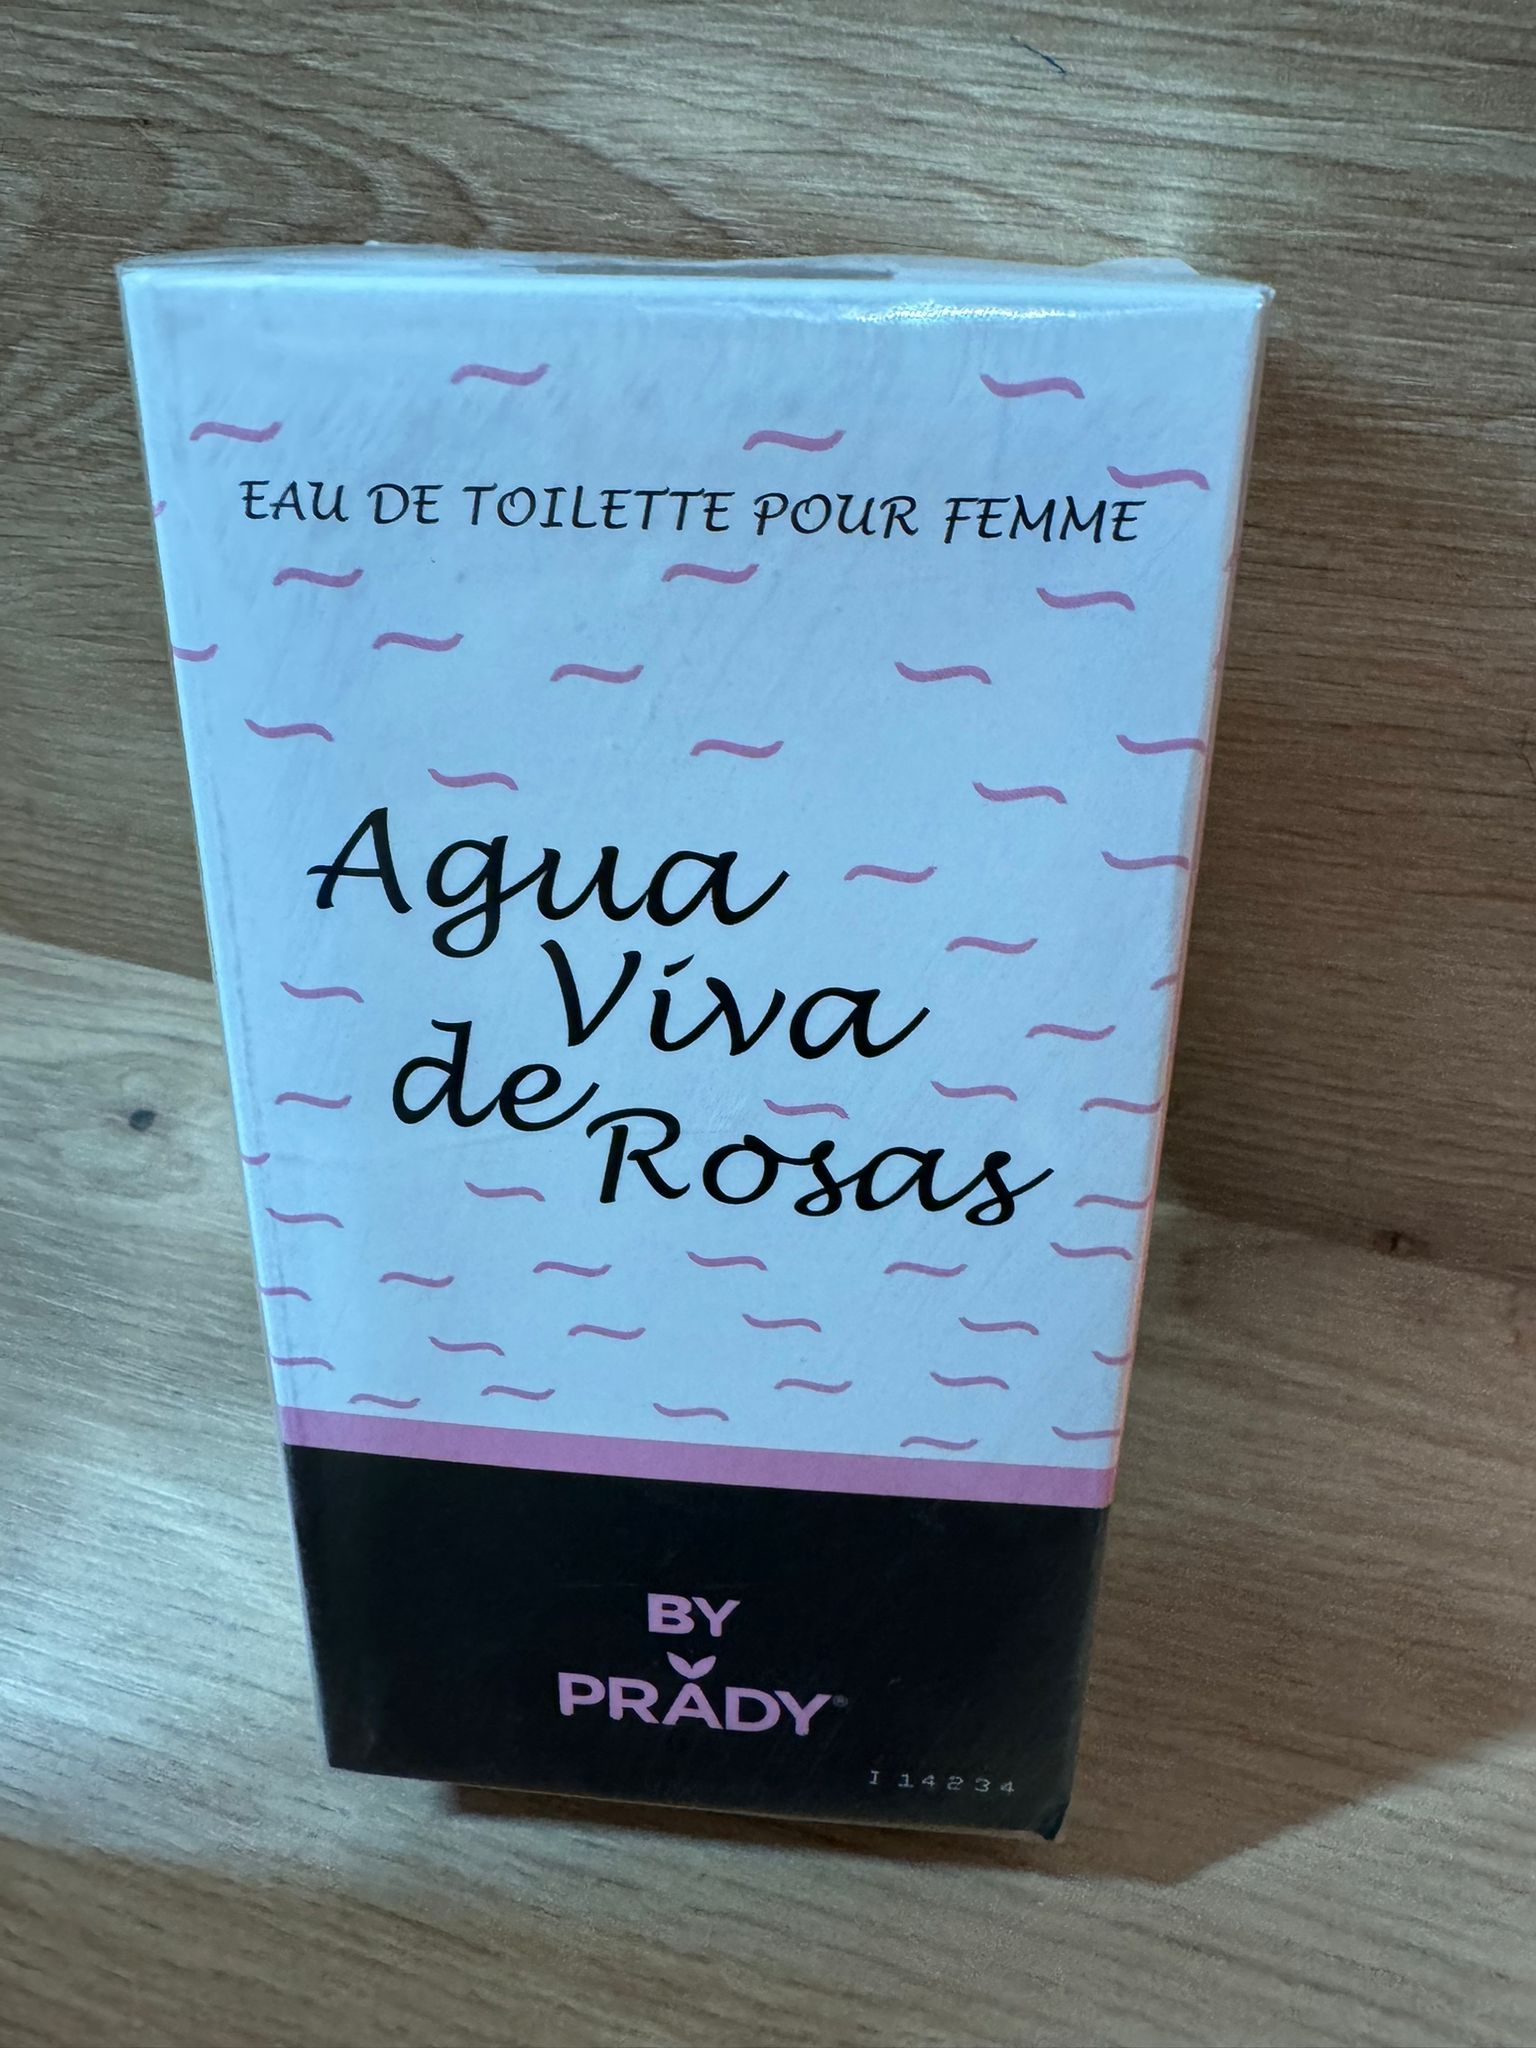 EAU DE TOILETTE POUR FEMME
Agua
Viva
de
Rosas
BY
PRADY®
I 14234